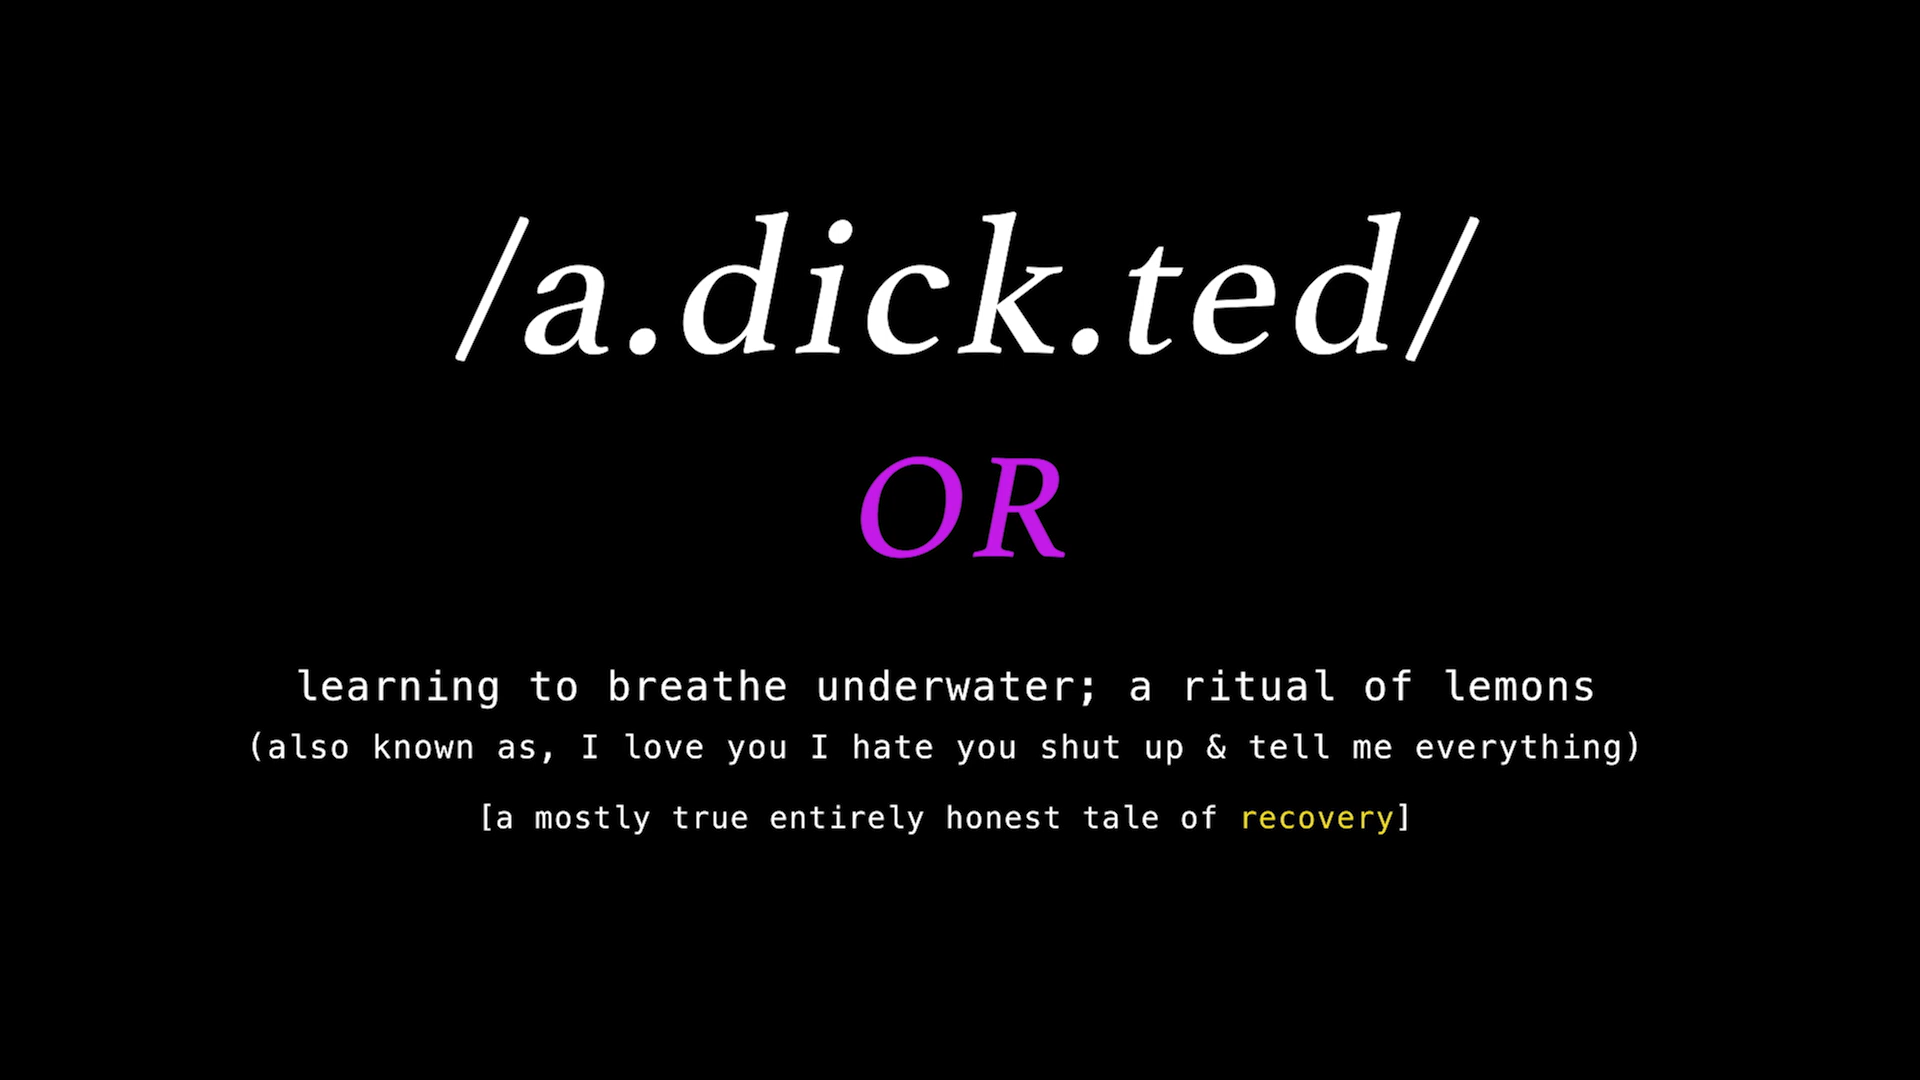 /a.dick.ted/
OR
learning to breathe underwater; a ritual of lemons
(also known as, I love you I hate you shut up & tell me everything)
[a mostly true entirely honest tale of recovery]